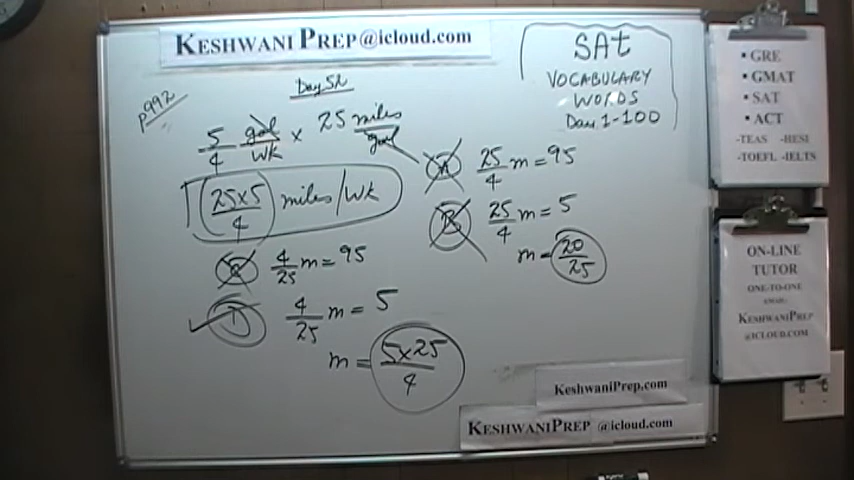 KESHWANI PREP@icloud.com
Day 52
p992
5/4 gal/WK × 25 miles/gal
(25×5/4) miles/WK
C 4/25 m = 95
D 4/25 m = 5
m = 5×25/4
A 25/4 m = 95
B 25/4 m = 5
m = 20/25
SAt
VOCABULARY
WORDS
Day 1-100
KeshwaniPrep.com
KESHWANIPREP @icloud.com
• GRE
• GMAT
• SAT
• ACT
-TEAS -HESI
-TOEFL -IELTS
ON-LINE
TUTOR
ONE-TO-ONE
EMAIL:
KESHWANIPREP
@ICLOUD.COM